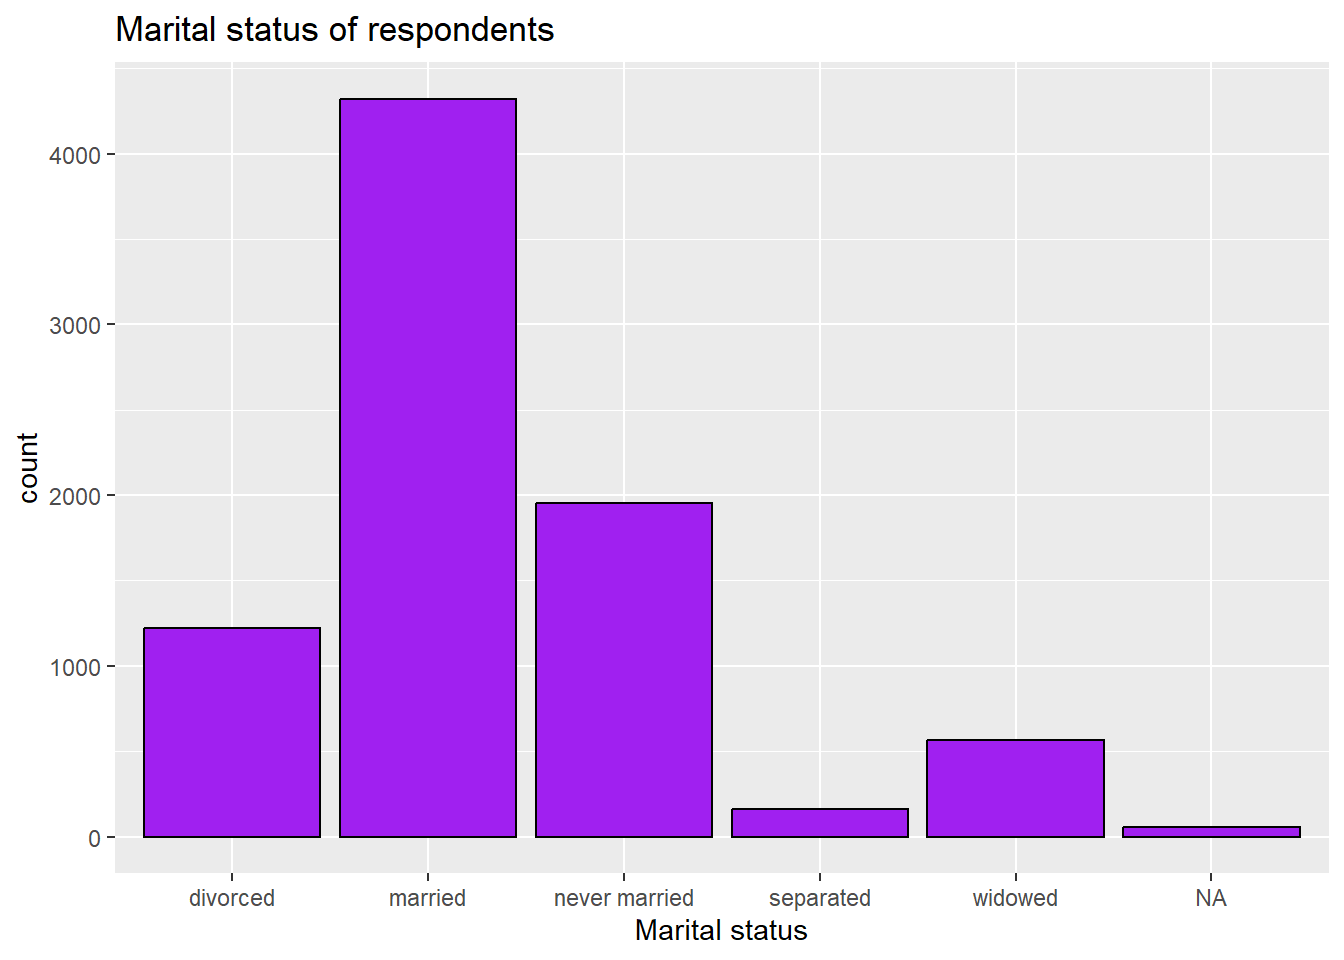 Marital status of respondents
4000
3000
2000
1000
0
count
divorced married never married separated widowed NA
Marital status